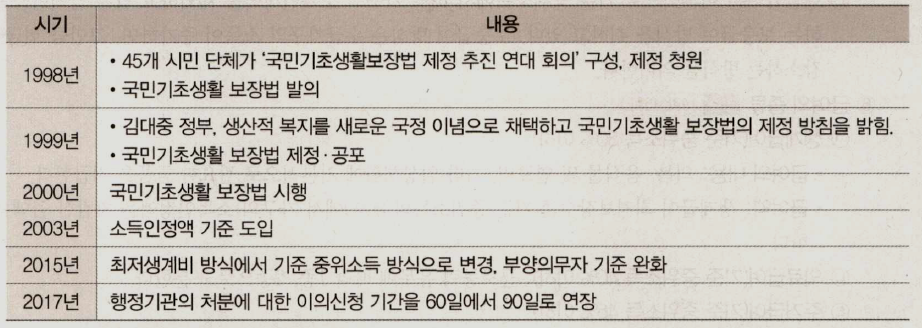 시기 내용
1998년 • 45개 시민 단체가 ‘국민기초생활보장법 제정 추진 연대 회의’ 구성, 제정 청원
• 국민기초생활 보장법 발의
1999년 • 김대중 정부, 생산적 복지를 새로운 국정 이념으로 채택하고 국민기초생활 보장법의 제정 방침을 밝힘.
• 국민기초생활 보장법 제정·공포
2000년 국민기초생활 보장법 시행
2003년 소득인정액 기준 도입
2015년 최저생계비 방식에서 기준 중위소득 방식으로 변경, 부양의무자 기준 완화
2017년 행정기관의 처분에 대한 이의신청 기간을 60일에서 90일로 연장